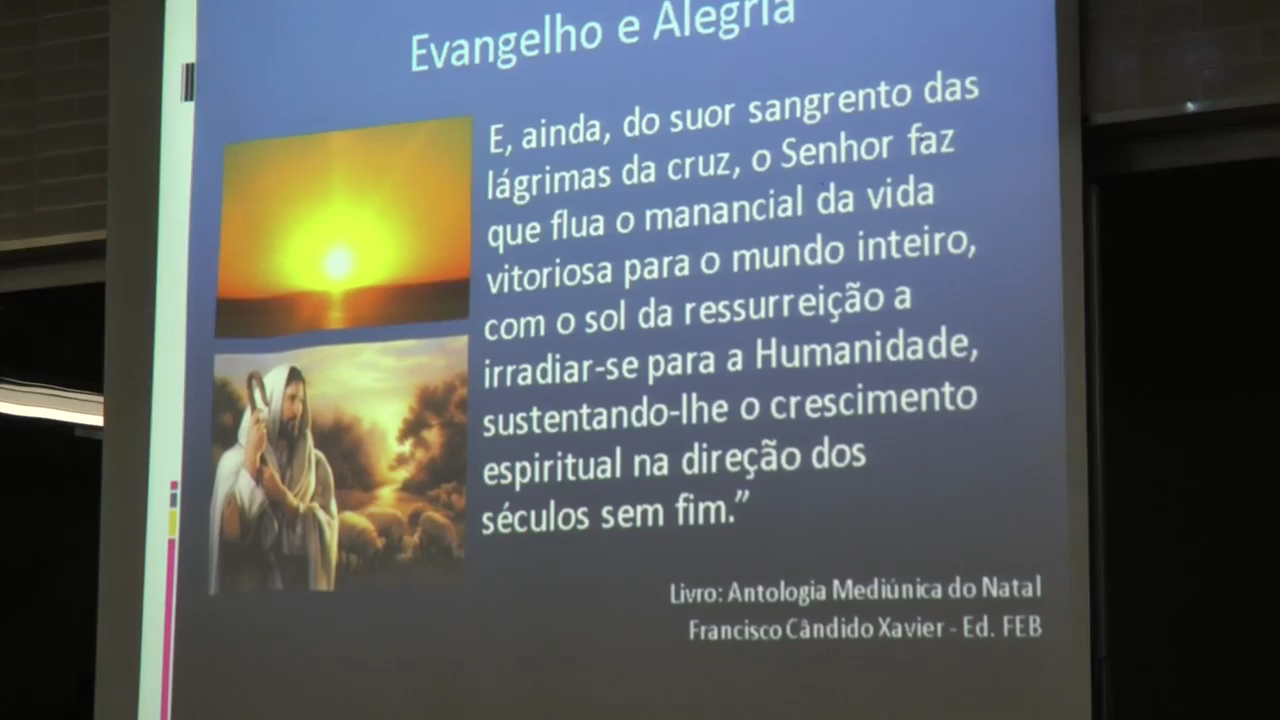 Evangelho e Alegria
E, ainda, do suor sangrento das
lágrimas da cruz, o Senhor faz
que flua o manancial da vida
vitoriosa para o mundo inteiro,
com o sol da ressurreição a
irradiar-se para a Humanidade,
sustentando-lhe o crescimento
espiritual na direção dos
séculos sem fim.”
Livro: Antologia Mediúnica do Natal
Francisco Cândido Xavier - Ed. FEB